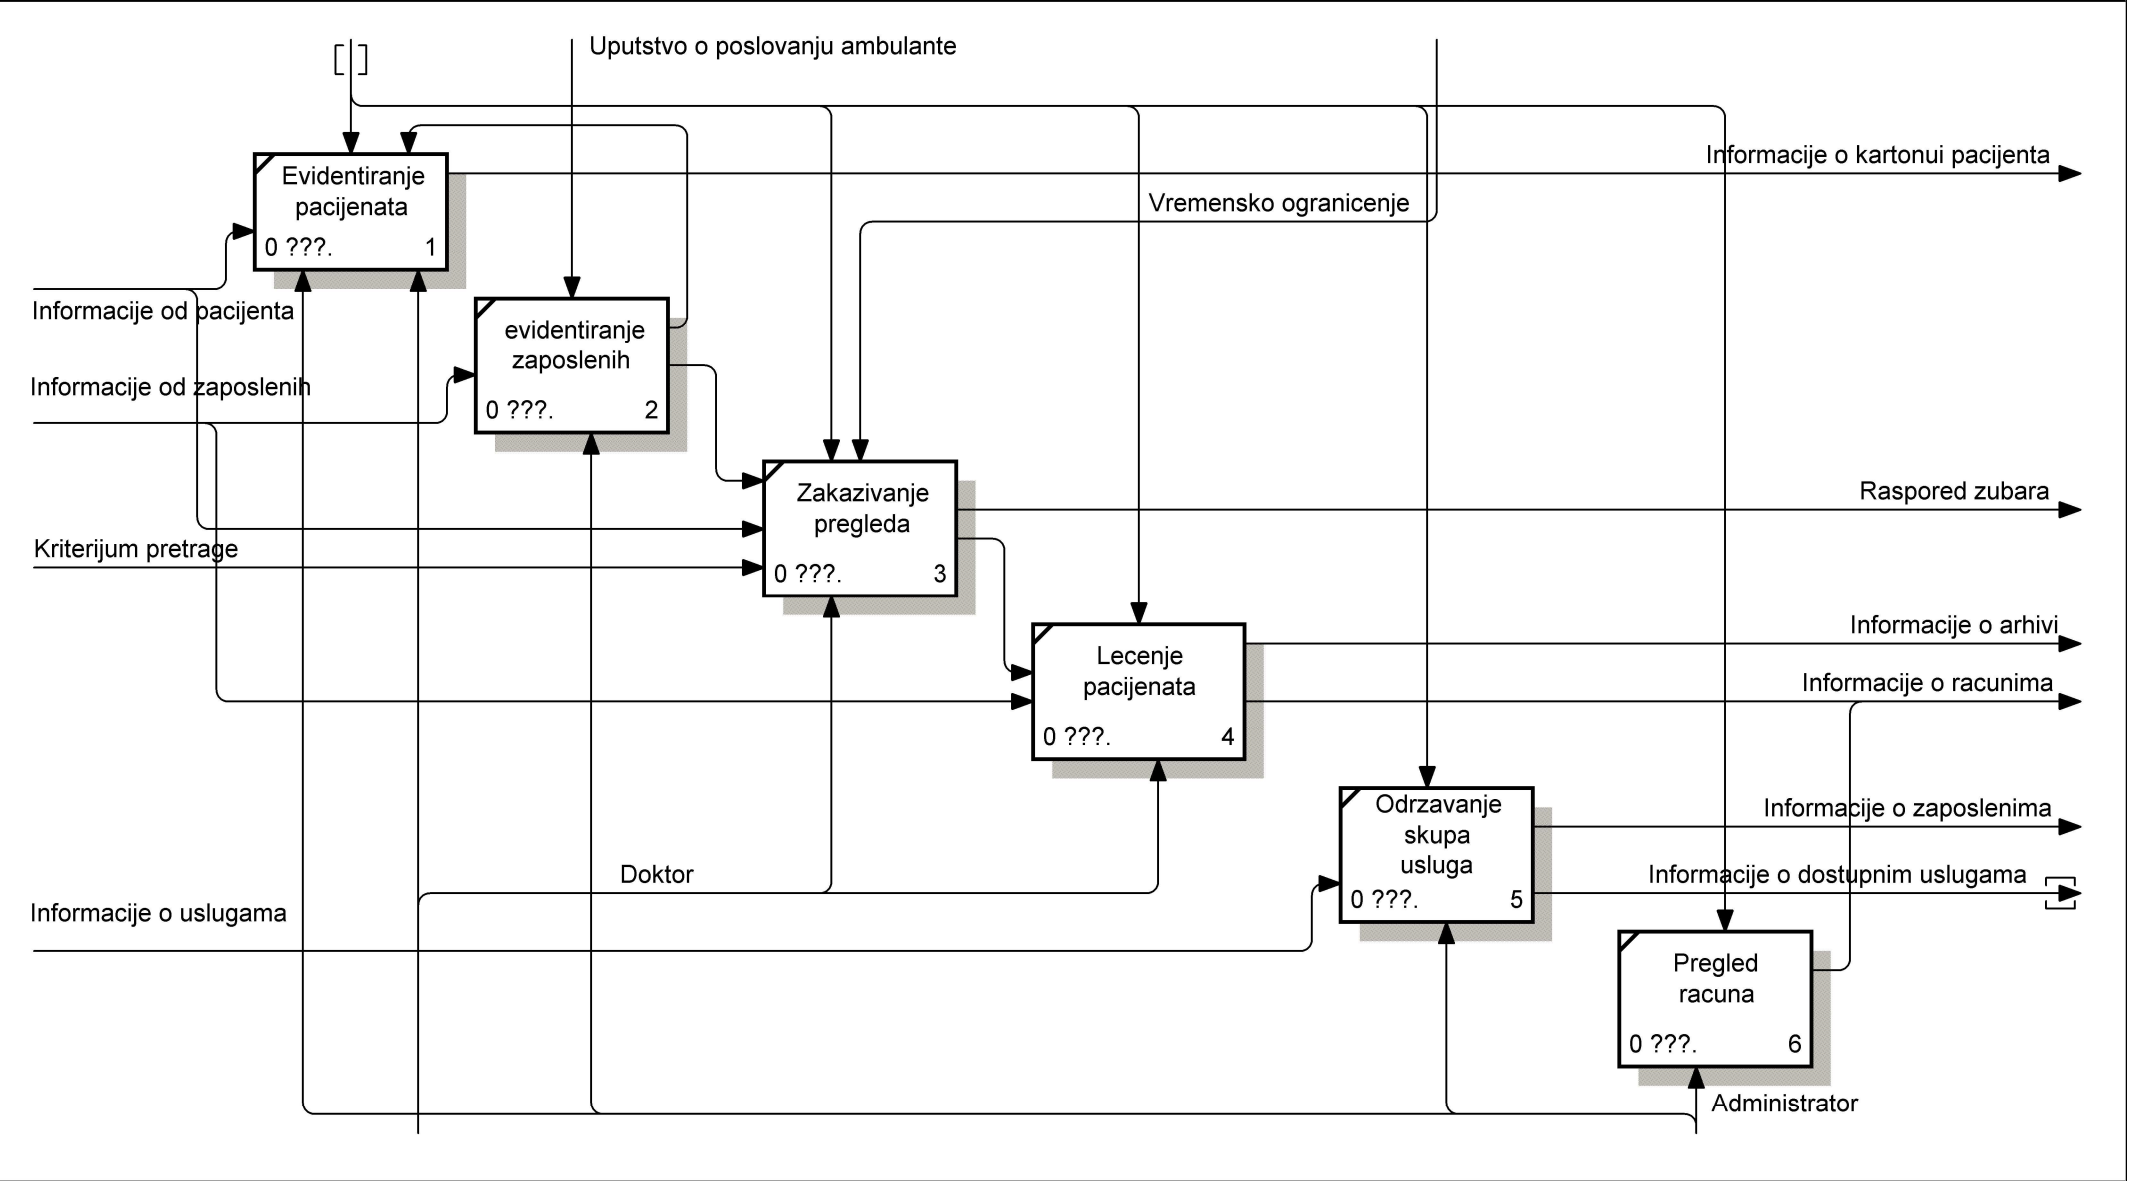 Uputstvo o poslovanju ambulante
Informacije o kartonui pacijenta
Evidentiranje
pacijenata
0 ???. 1
Vremensko ogranicenje
Informacije od pacijenta
evidentiranje
zaposlenih
0 ???. 2
Informacije od zaposlenih
Zakazivanje
pregleda
0 ???. 3
Raspored zubara
Kriterijum pretrage
Informacije o arhivi
Lecenje
pacijenata
0 ???. 4
Informacije o racunima
Odrzavanje
skupa
usluga
0 ???. 5
Informacije o zaposlenima
Doktor
Informacije o dostupnim uslugama
Informacije o uslugama
Pregled
racuna
0 ???. 6
Administrator